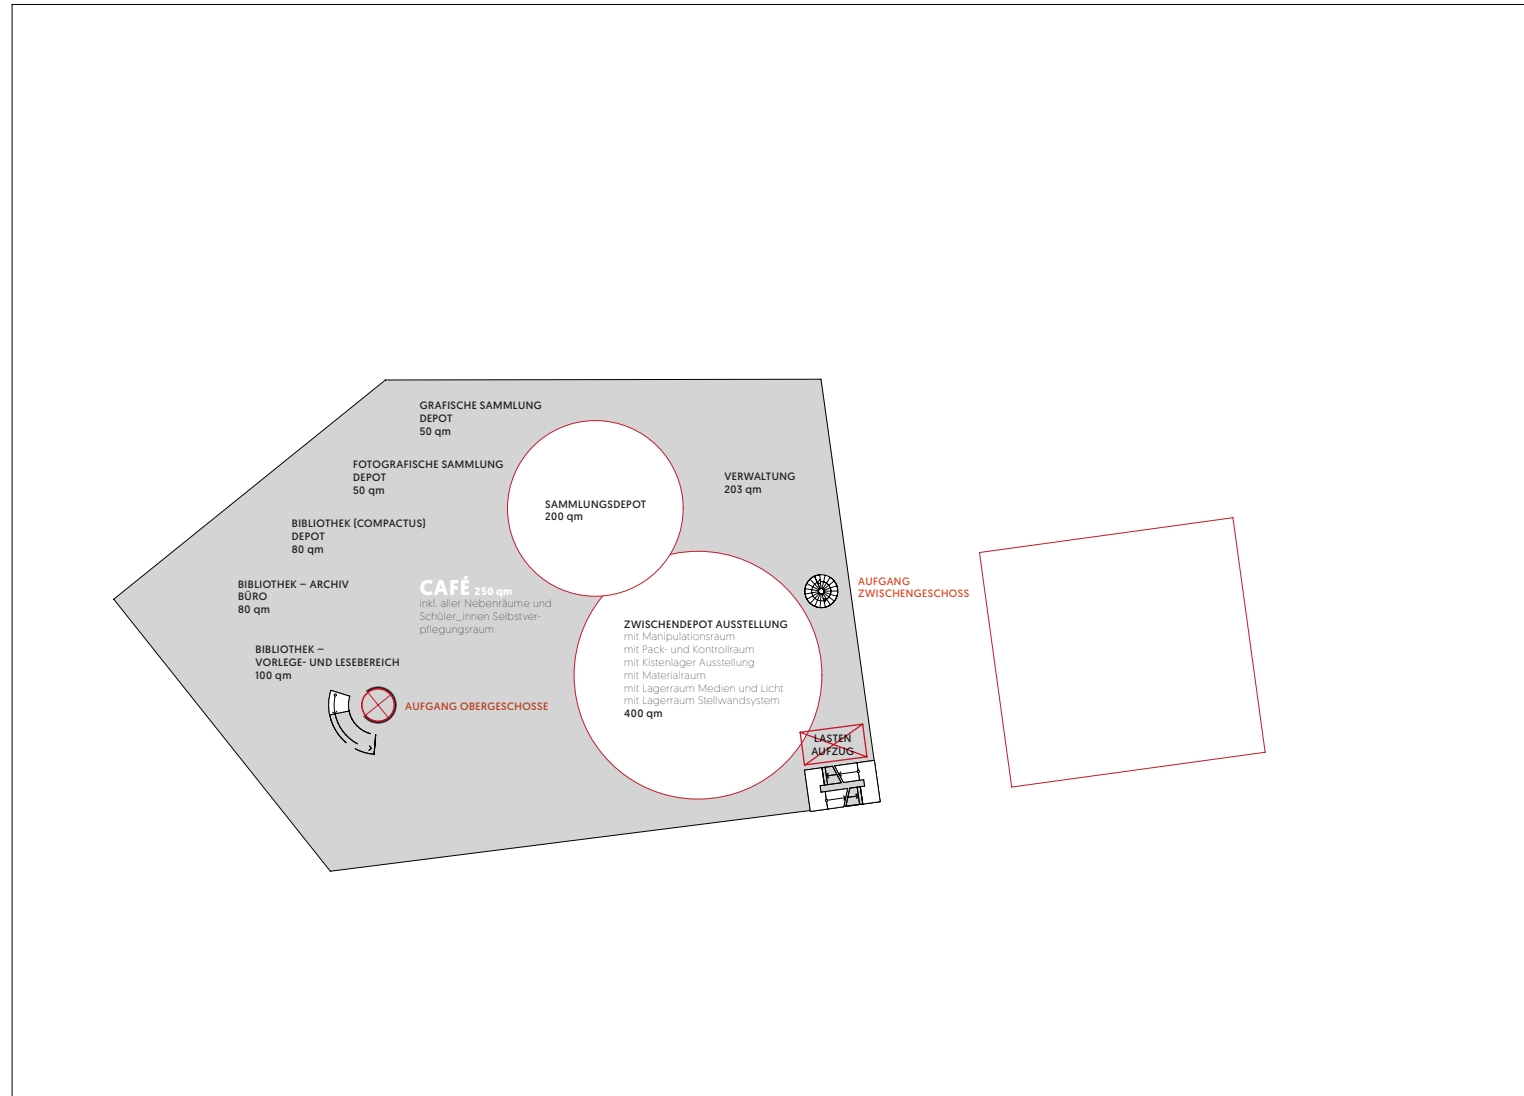 GRAFISCHE SAMMLUNG
DEPOT
50 qm
FOTOGRAFISCHE SAMMLUNG
DEPOT
50 qm
BIBLIOTHEK (COMPACTUS)
DEPOT
80 qm
BIBLIOTHEK – ARCHIV
BÜRO
80 qm
BIBLIOTHEK –
VORLEGE- UND LESEBEREICH
100 qm
AUFGANG OBERGESCHOSSE
CAFÉ 250 qm
inkl. aller Nebenräume und
Schüler_innen Selbstver-
pflegungsraum
SAMMLUNGSDEPOT
200 qm
VERWALTUNG
203 qm
AUFGANG
ZWISCHENGESCHOSS
ZWISCHENDEPOT AUSSTELLUNG
mit Manipulationsraum
mit Pack- und Kontrollraum
mit Kistenlager Ausstellung
mit Materialraum
mit Lagerraum Medien und Licht
mit Lagerraum Stellwandsystem
400 qm
LASTEN
AUFZUG